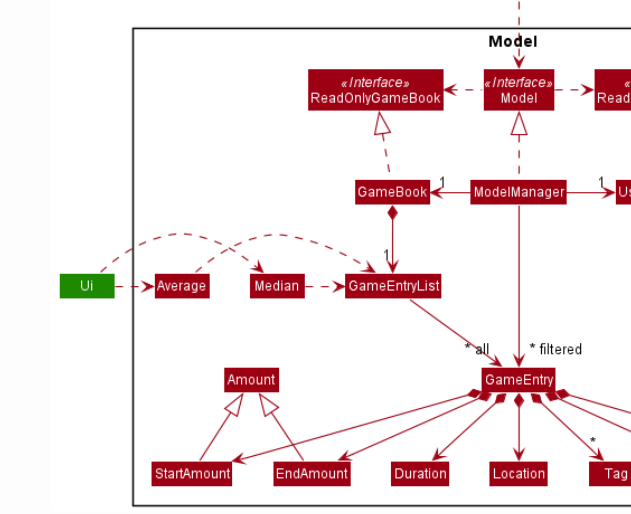 Model
«Interface»
ReadOnlyGameBook
«Interface»
Model
«
Read
GameBook
1
ModelManager
1
Us
1
Ui
Average
Median
GameEntryList
* all
* filtered
Amount
GameEntry
*
StartAmount
EndAmount
Duration
Location
Tag